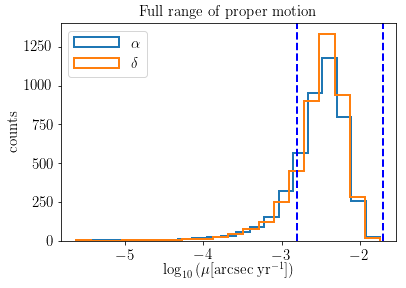 Full range of proper motion
α
δ
counts
1250
1000
750
500
250
0
−5
−4
−3
−2
log₁₀(μ[arcsec yr⁻¹])